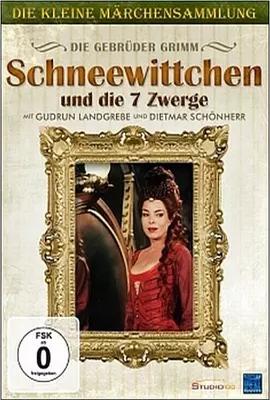 DIE KLEINE MÄRCHENSAMMLUNG
DIE GEBRÜDER GRIMM
Schneewittchen
und die 7 Zwerge
MIT GUDRUN LANDGREBE UND DIETMAR SCHÖNHERR
FSK
ab
0
freigegeben
STUDIO100